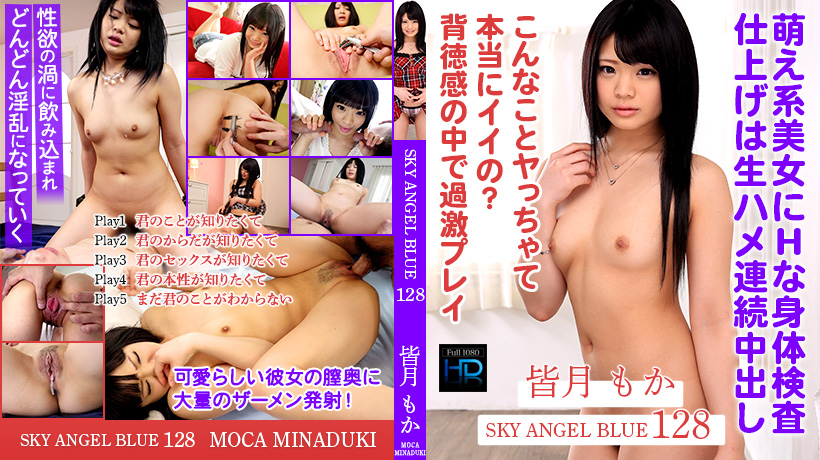 性欲の渦に飲み込まれ
どんどん淫乱になっていく
Play1 君のことが知りたくて
Play2 君のからだが知りたくて
Play3 君のセックスが知りたくて
Play4 君の本性が知りたくて
Play5 まだ君のことがわからない
可愛らしい彼女の膣奥に
大量のザーメン発射！
SKY ANGEL BLUE 128 MOCA MINADUKI
SKY ANGEL BLUE
128
皆月 もか
MOCA
MINADUKI
萌え系美女にHな身体検査
仕上げは生ハメ連続中出し
こんなことヤっちゃて
本当にイイの?
背徳感の中で過激プレイ
Full 1080
HD
皆月 もか
SKY ANGEL BLUE 128